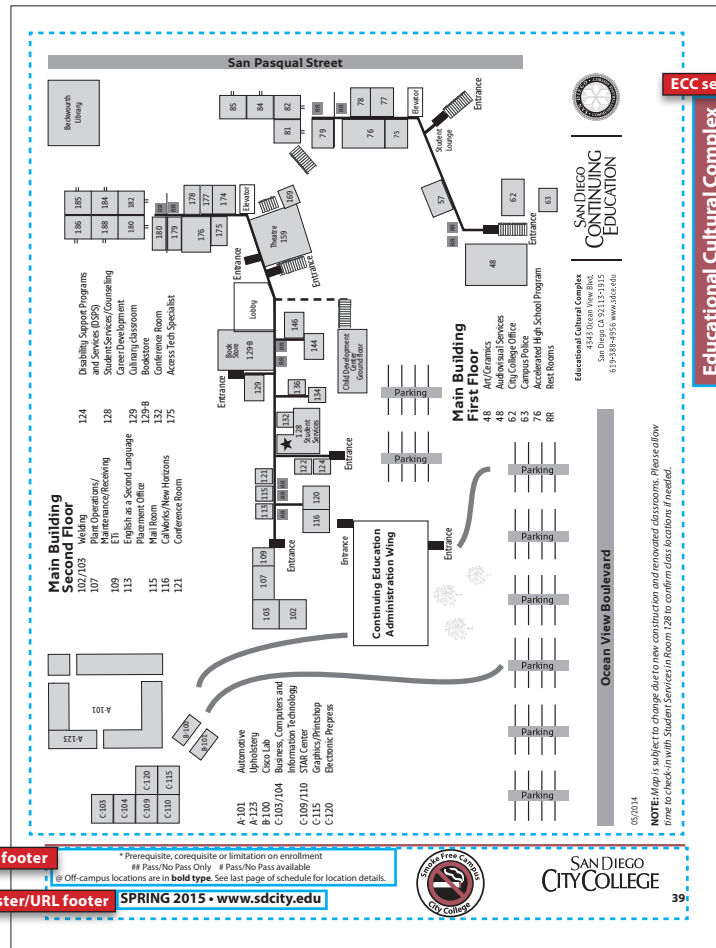 San Pasqual Street
ECC se
Educational Cultural Complex
Beckwourth
Library
85
84
82
81
RR
RR
79
78
77
76
75
Elevator
Entrance
Student
Lounge
57
62
63
RR
RR
Entrance
48
SAN DIEGO
CONTINUING
EDUCATION
Educational Cultural Complex
4343 Ocean View Blvd.
San Diego CA 92113-1915
619-388-4956 www.sdce.edu
185
184
182
186
188
180
RR
RR
180
179
178
177
174
176
175
Elevator
169
Theatre
159
Entrance
Entrance
Lobby
Book
Store
129-B
Entrance
129
146
RR
RR
144
Child Development
Center
Ground floor
136
134
132
128
Student
Services
122
124
Entrance
121
115
113
RR
RR
RR
120
116
Entrance
109
107
103
102
Entrance
Entrance
Continuing Education
Administration Wing
Main Building
Second Floor
102/103 Welding
107 Plant Operations/
Maintenance/Receiving
109 ETi
113 English as a Second Language
Placement Office
115 Mail Room
116 CalWorks/New Horizons
121 Conference Room
124 Disability Support Programs
and Services (DSPS)
128 Student Services/Counseling
Career Development
129 Culinary classroom
129-B Bookstore
132 Conference Room
175 Access Tech Specialist
Main Building
First Floor
48 Art/Ceramics
48 Audiovisual Services
62 City College Office
63 Campus Police
76 Accelerated High School Program
RR Rest Rooms
Parking
Parking
Parking
Parking
Parking
Parking
Parking
Parking
Ocean View Boulevard
A-101
A-123
B-100
B-101
C-103
C-104
C-120
C-109
C-115
C-110
A-101 Automotive
A-123 Upholstery
B-100 Cisco Lab
C-103/104 Business, Computers and
Information Technology
C-109/110 STAR Center
C-115 Graphics/Printshop
C-120 Electronic Prepress
05/2014
NOTE: Map is subject to change due to new construction and renovated classrooms. Please allow
time to check-in with Student Services in Room 128 to confirm class locations if needed.
footer
* Prerequisite, corequisite or limitation on enrollment
## Pass/No Pass Only # Pass/No Pass available
@ Off-campus locations are in bold type. See last page of schedule for location details.
ster/URL footer
SPRING 2015 • www.sdcity.edu
Smoke Free Campus
City College
SAN DIEGO
CITY COLLEGE
39